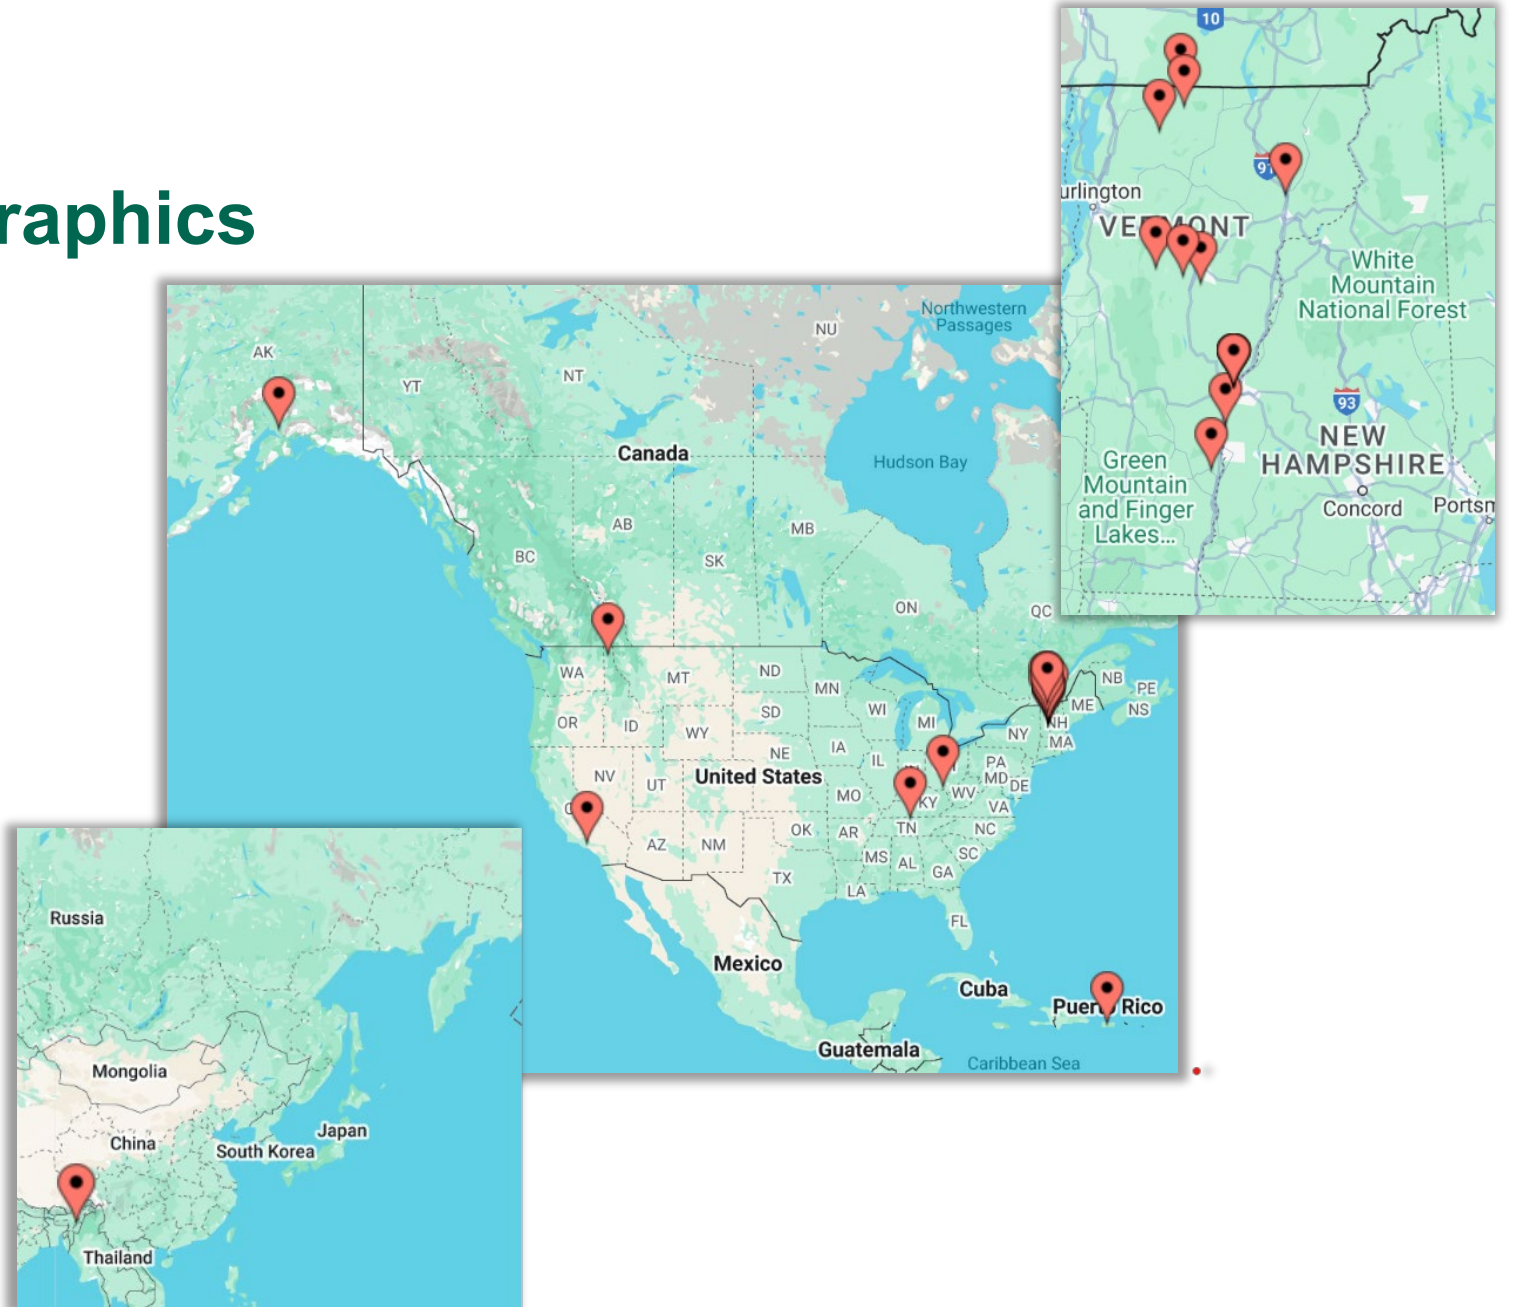 raphics
10
91
urlington
VERMONT
White
Mountain
National Forest
93
NEW
HAMPSHIRE
Green
Mountain
and Finger
Lakes...
Concord
Portsm
Northwestern
Passages
NU
AK
YT
NT
Canada
Hudson Bay
AB
MB
BC
SK
ON
QC
WA
MT
ND
MN
NB
PE
OR
ID
WY
SD
WI
MI
ME
NS
NH
NY
MA
NV
UT
United States
NE
IA
IL
PA
MD
DE
MO
KY
WV
VA
AZ
NM
OK
AR
TN
NC
SC
MS
AL
GA
TX
LA
FL
Mexico
Cuba
Puerto Rico
Guatemala
Caribbean Sea
Russia
Mongolia
China
Japan
South Korea
Thailand